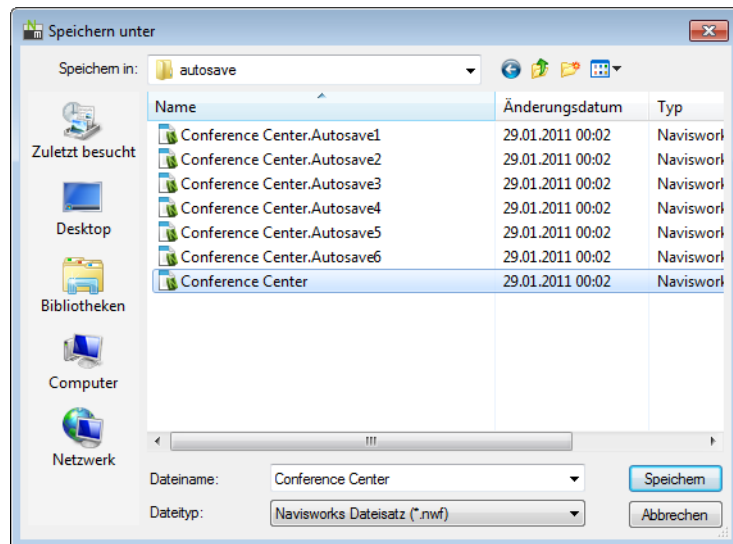 Speichern unter
Speichern in: autosave
Name Änderungsdatum Typ
Conference Center.Autosave1 29.01.2011 00:02 Naviswork
Conference Center.Autosave2 29.01.2011 00:02 Naviswork
Conference Center.Autosave3 29.01.2011 00:02 Naviswork
Conference Center.Autosave4 29.01.2011 00:02 Naviswork
Conference Center.Autosave5 29.01.2011 00:02 Naviswork
Conference Center.Autosave6 29.01.2011 00:02 Naviswork
Conference Center 29.01.2011 00:02 Naviswork
Zuletzt besucht
Desktop
Bibliotheken
Computer
Netzwerk
Dateiname: Conference Center Speichern
Dateityp: Navisworks Dateisatz (*.nwf) Abbrechen